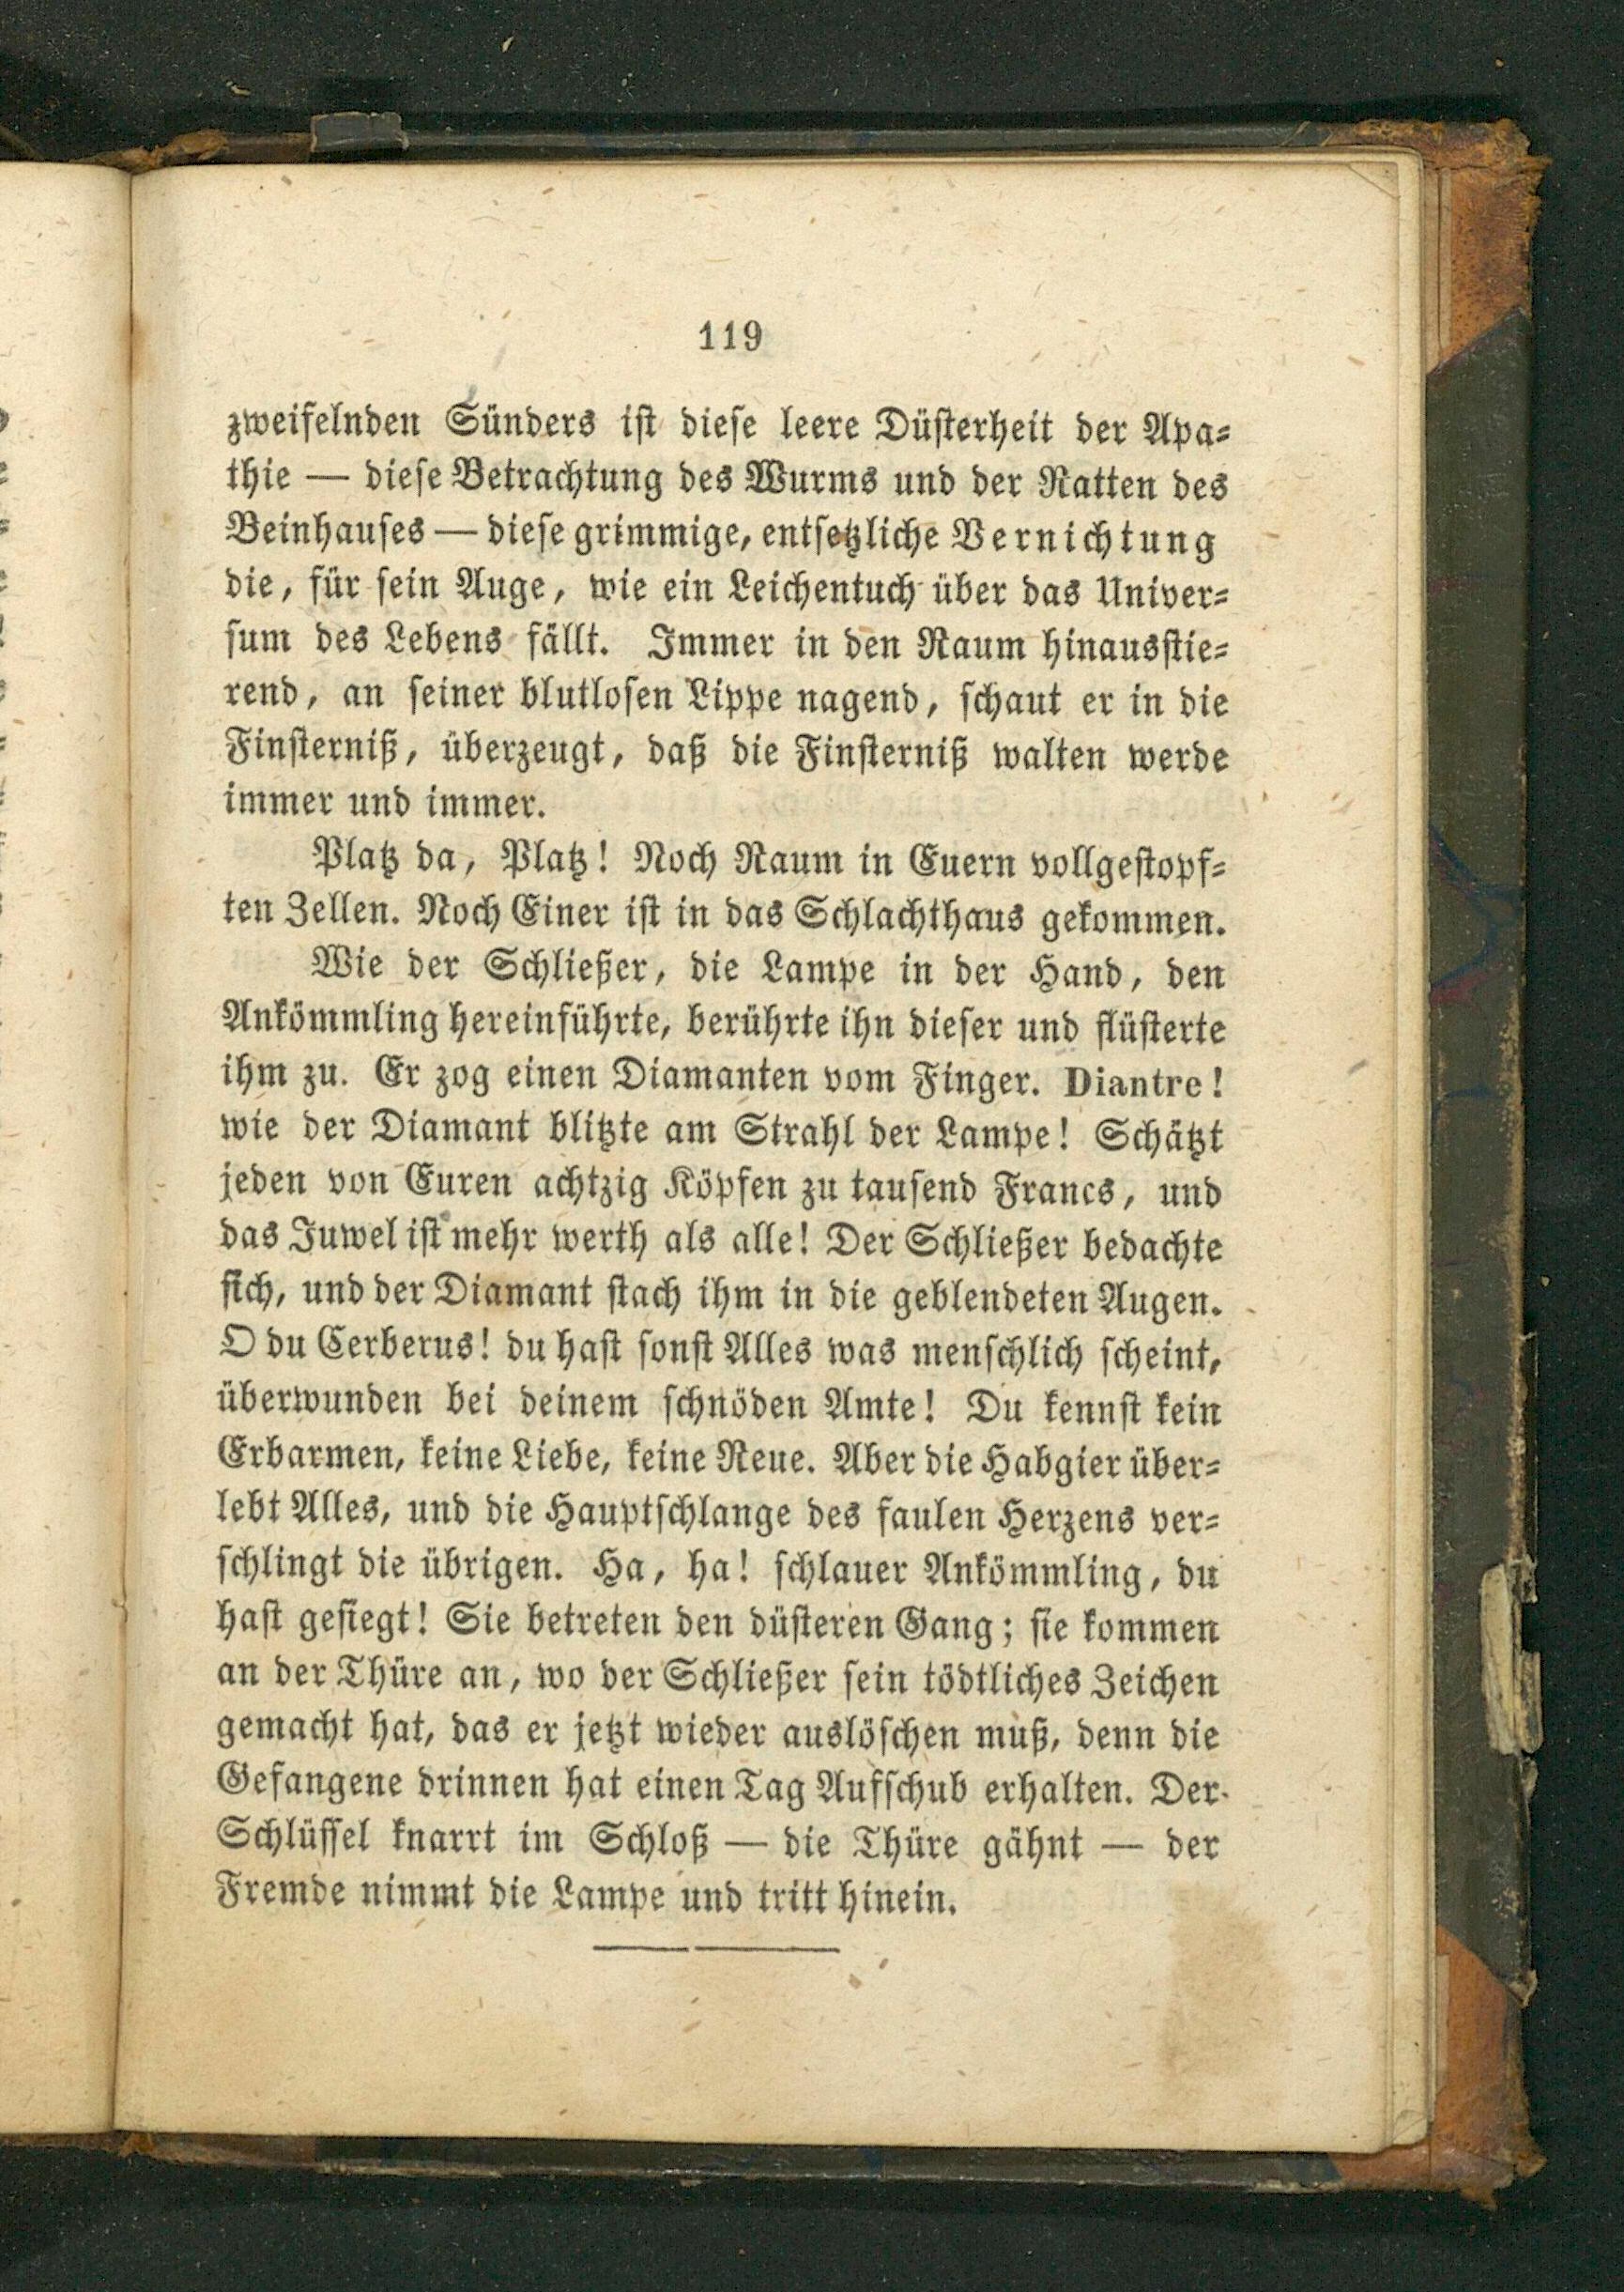 119
zweifelnden Sünders ist diese leere Düsterheit der Apa-
thie — diese Betrachtung des Wurms und der Ratten des
Beinhauses — diese grimmige, entsetzliche Vernichtung
die, für sein Auge, wie ein Leichentuch über das Univer-
sum des Lebens fällt. Immer in den Raum hinausstie-
rend, an seiner blutlosen Lippe nagend, schaut er in die
Finsterniß, überzeugt, daß die Finsterniß walten werde
immer und immer.
Platz da, Platz! Noch Raum in Euern vollgestopf-
ten Zellen. Noch Einer ist in das Schlachthaus gekommen.
Wie der Schließer, die Lampe in der Hand, den
Ankömmling hereinführte, berührte ihn dieser und flüsterte
ihm zu. Er zog einen Diamanten vom Finger. Diantre!
wie der Diamant blitzte am Strahl der Lampe! Schätzt
jeden von Euren achtzig Köpfen zu tausend Francs, und
das Juwel ist mehr werth als alle! Der Schließer bedachte
sich, und der Diamant stach ihm in die geblendeten Augen.
O du Cerberus! du hast sonst Alles was menschlich scheint,
überwunden bei deinem schnöden Amte! Du kennst kein
Erbarmen, keine Liebe, keine Reue. Aber die Habgier über-
lebt Alles, und die Hauptschlange des faulen Herzens ver-
schlingt die übrigen. Ha, ha! schlauer Ankömmling, du
hast gesiegt! Sie betreten den düsteren Gang; sie kommen
an der Thüre an, wo der Schließer sein tödtliches Zeichen
gemacht hat, das er jetzt wieder auslöschen muß, denn die
Gefangene drinnen hat einen Tag Aufschub erhalten. Der
Schlüssel knarrt im Schloß — die Thüre gähnt — der
Fremde nimmt die Lampe und tritt hinein.